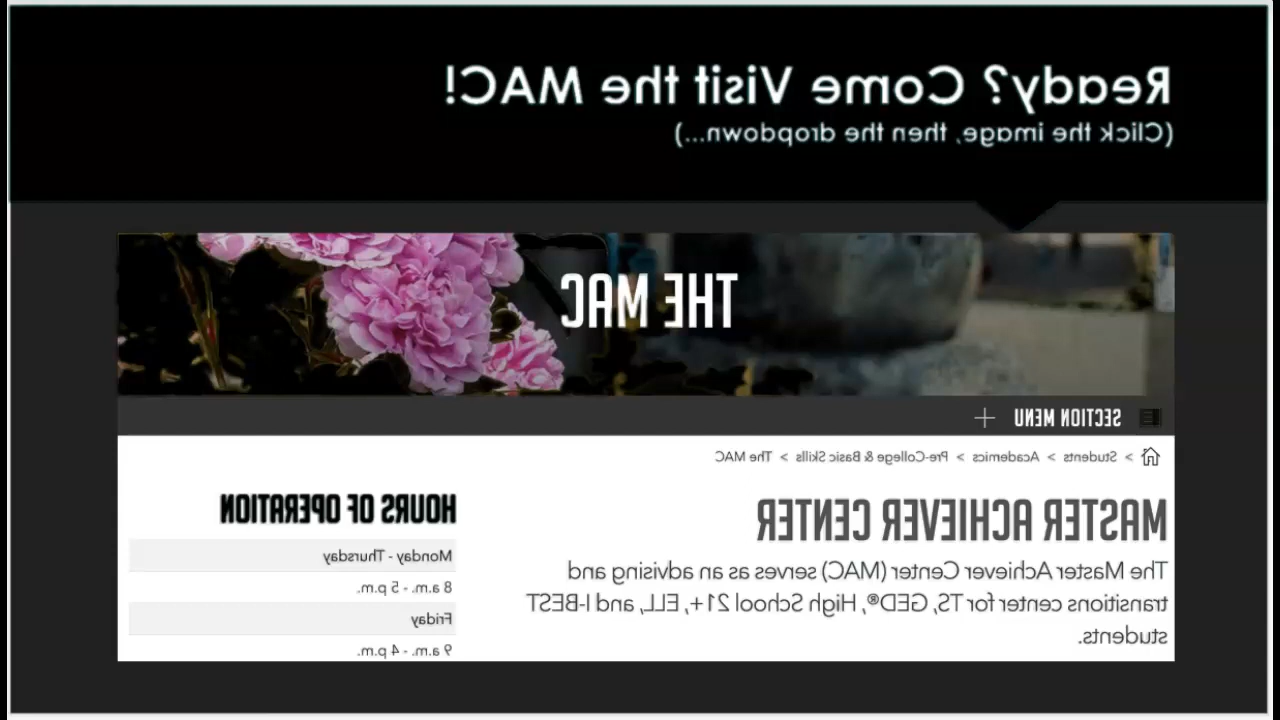 Ready? Come Visit the MAC!
(Click the image, then the dropdown...)
THE MAC
SECTION MENU +
> Students > Academics > Pre-College & Basic Skills > The MAC
MASTER ACHIEVER CENTER
The Master Achiever Center (MAC) serves as an advising and
transitions center for TS, GED®, High School 21+, ELL, and I-BEST
students.
HOURS OF OPERATION
Monday - Thursday
8 a.m. - 5 p.m.
Friday
9 a.m. - 4 p.m.